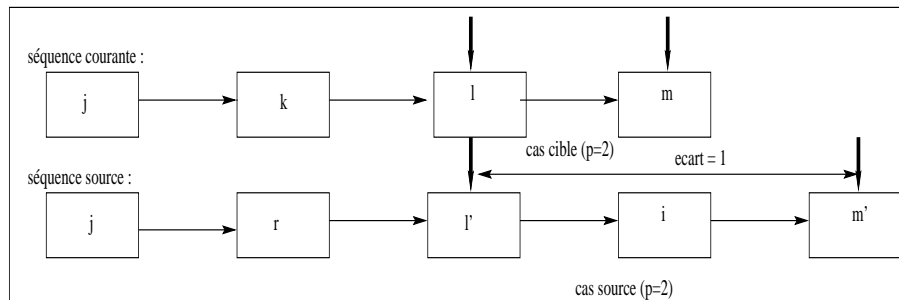 séquence courante :
j k l m
cas cible (p=2)
ecart = 1
séquence source :
j r l' i m'
cas source (p=2)